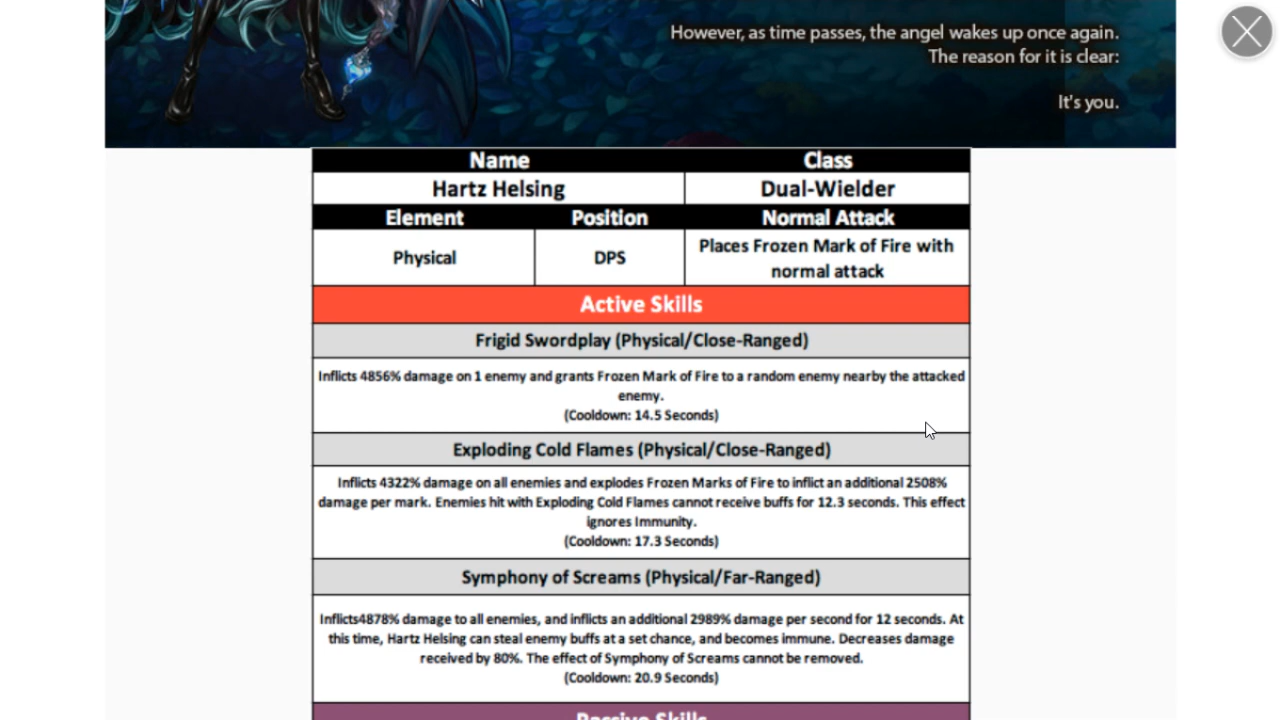 However, as time passes, the angel wakes up once again.
The reason for it is clear:
It's you.
Name Class
Hartz Helsing Dual-Wielder
Element Position Normal Attack
Physical DPS Places Frozen Mark of Fire with
normal attack
Active Skills
Frigid Swordplay (Physical/Close-Ranged)
Inflicts 4856% damage on 1 enemy and grants Frozen Mark of Fire to a random enemy nearby the attacked
enemy.
(Cooldown: 14.5 Seconds)
Exploding Cold Flames (Physical/Close-Ranged)
Inflicts 4322% damage on all enemies and explodes Frozen Marks of Fire to inflict an additional 2508%
damage per mark. Enemies hit with Exploding Cold Flames cannot receive buffs for 12.3 seconds. This effect
ignores Immunity.
(Cooldown: 17.3 Seconds)
Symphony of Screams (Physical/Far-Ranged)
Inflicts4878% damage to all enemies, and inflicts an additional 2989% damage per second for 12 seconds. At
this time, Hartz Helsing can steal enemy buffs at a set chance, and becomes immune. Decreases damage
received by 80%. The effect of Symphony of Screams cannot be removed.
(Cooldown: 20.9 Seconds)
Passive Skills